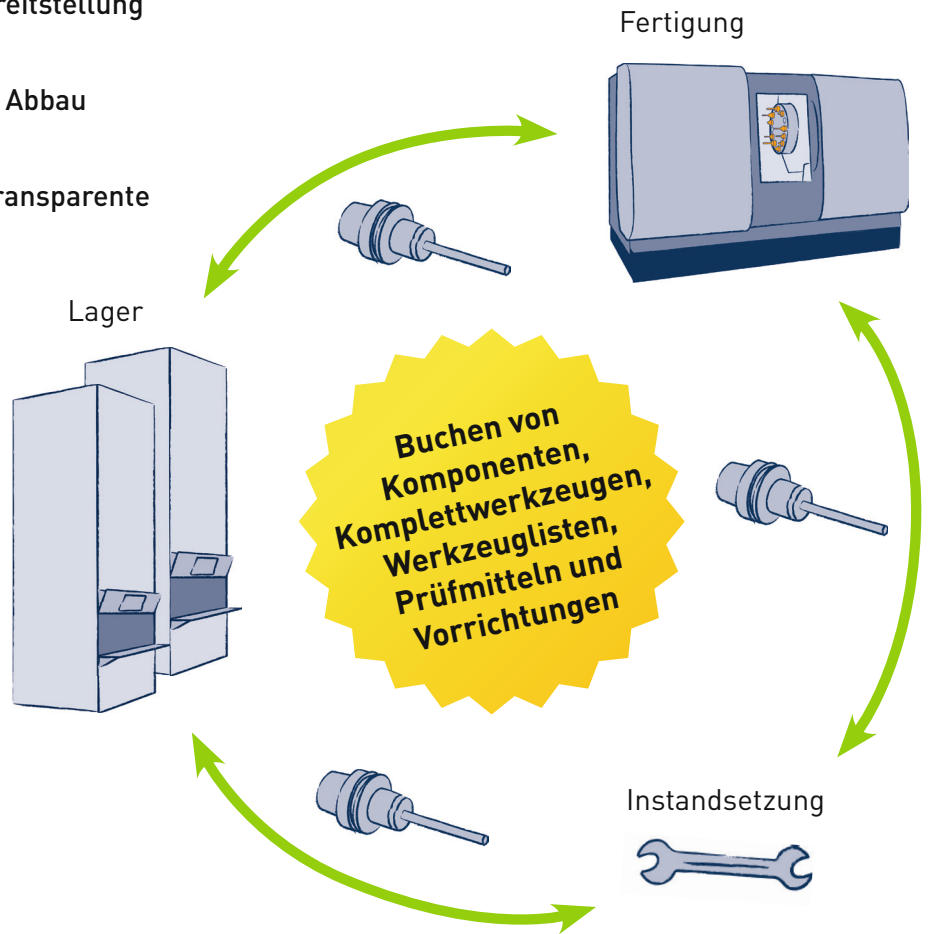 reitstellung
Fertigung
Abbau
ransparente
Lager
Buchen von
Komponenten,
Komplettwerkzeugen,
Werkzeuglisten,
Prüfmitteln und
Vorrichtungen
Instandsetzung